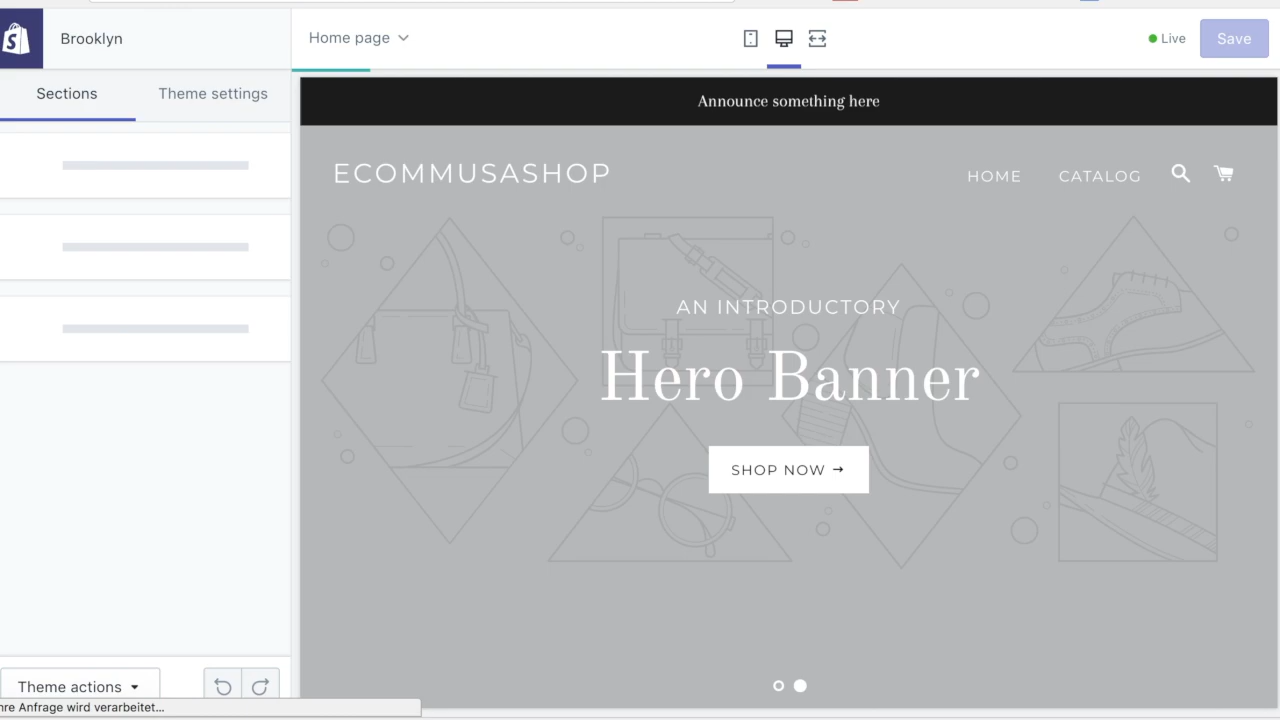 Brooklyn
Home page
Live
Save
Sections
Theme settings
Announce something here
ECOMMUSASHOP
HOME
CATALOG
AN INTRODUCTORY
Hero Banner
SHOP NOW →
Theme actions
hre Anfrage wird verarbeitet...